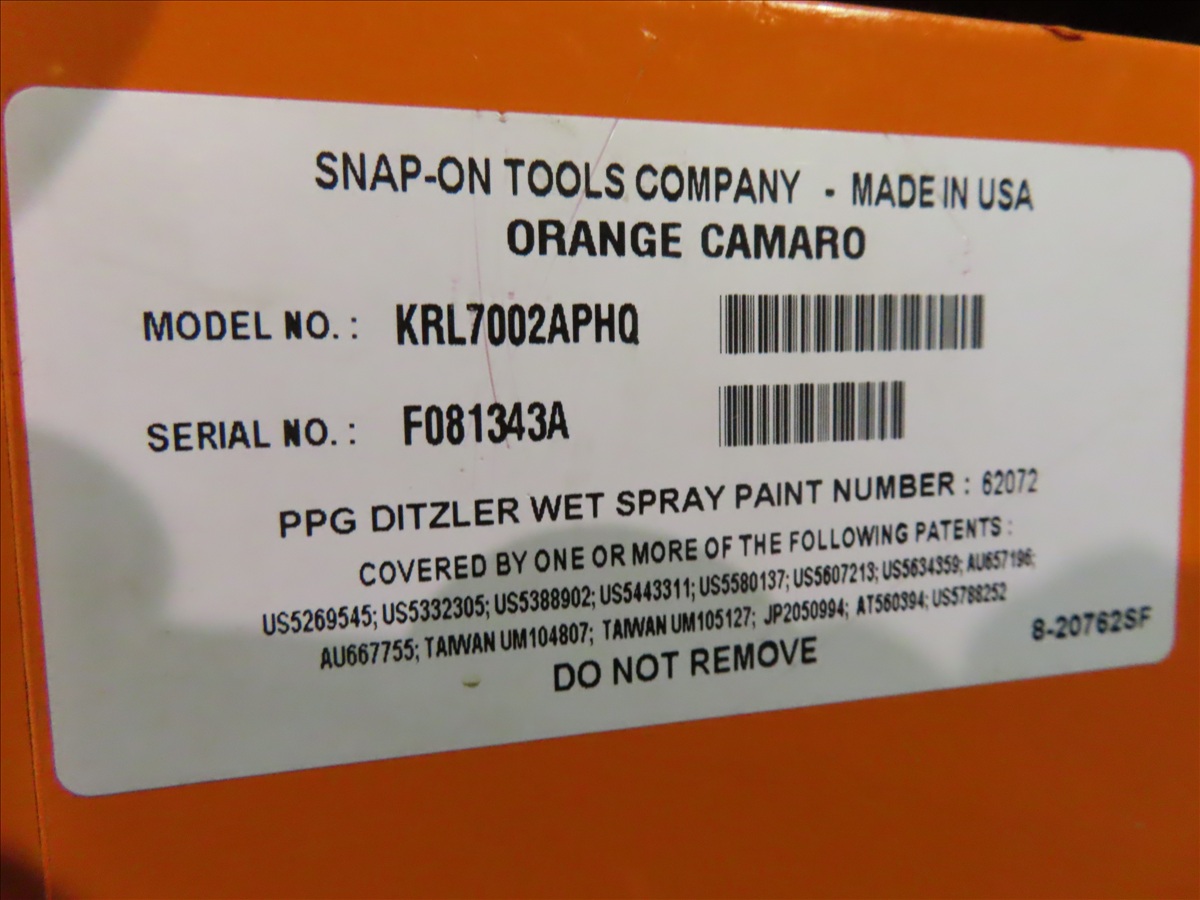 SNAP-ON TOOLS COMPANY - MADE IN USA
ORANGE CAMARO
MODEL NO. : KRL7002APHQ
SERIAL NO. : F081343A
PPG DITZLER WET SPRAY PAINT NUMBER : 62072
COVERED BY ONE OR MORE OF THE FOLLOWING PATENTS :
US5269545; US5332305; US5388902; US5443311; US5580137; US5607213; US5634359; AU657196;
AU667755; TAIWAN UM104807; TAIWAN UM105127; JP2050994; AT560394; US5788252
8-20762SF
DO NOT REMOVE